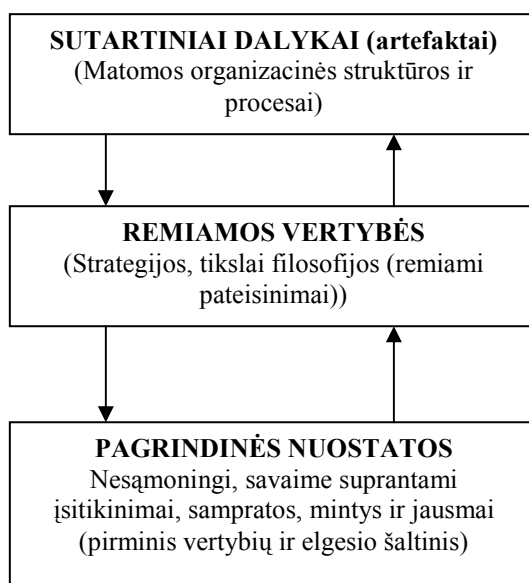 SUTARTINIAI DALYKAI (artefaktai)
(Matomos organizacinės struktūros ir
procesai)
REMIAMOS VERTYBĖS
(Strategijos, tikslai filosofijos (remiami
pateisinimai))
PAGRINDINĖS NUOSTATOS
Nesąmoningi, savaime suprantami
įsitikinimai, sampratos, mintys ir jausmai
(pirminis vertybių ir elgesio šaltinis)